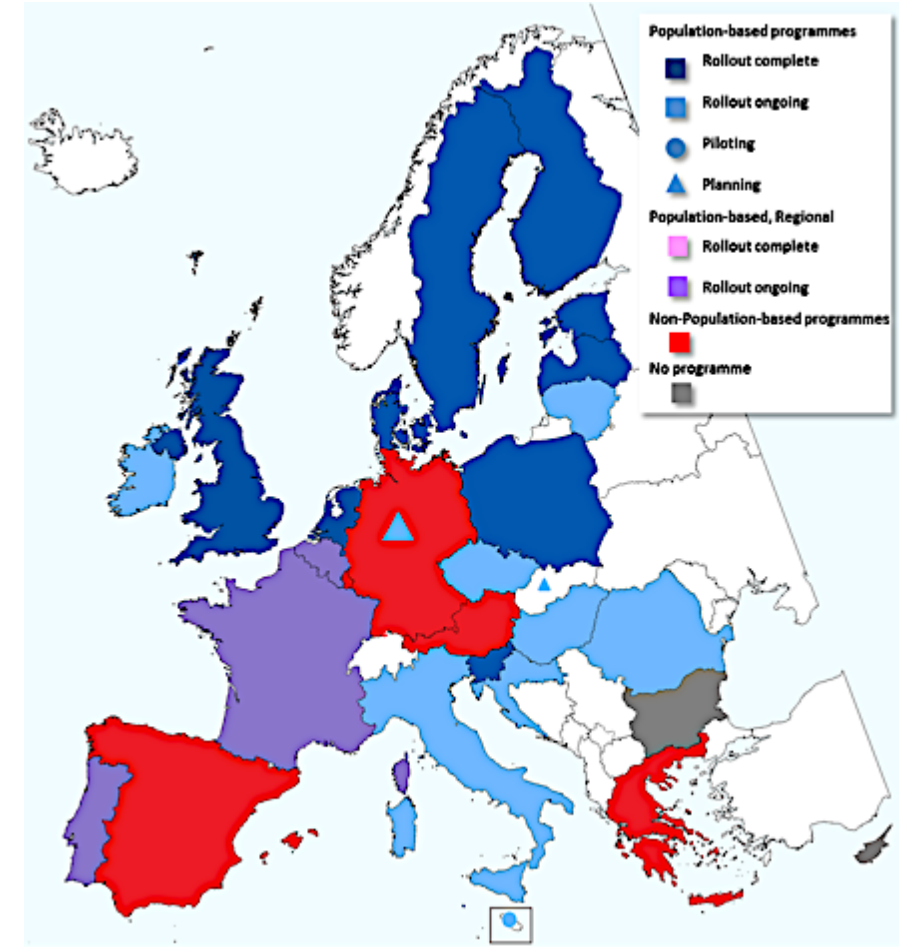 Population-based programmes
Rollout complete
Rollout ongoing
Piloting
Planning
Population-based, Regional
Rollout complete
Rollout ongoing
Non-Population-based programmes
No programme